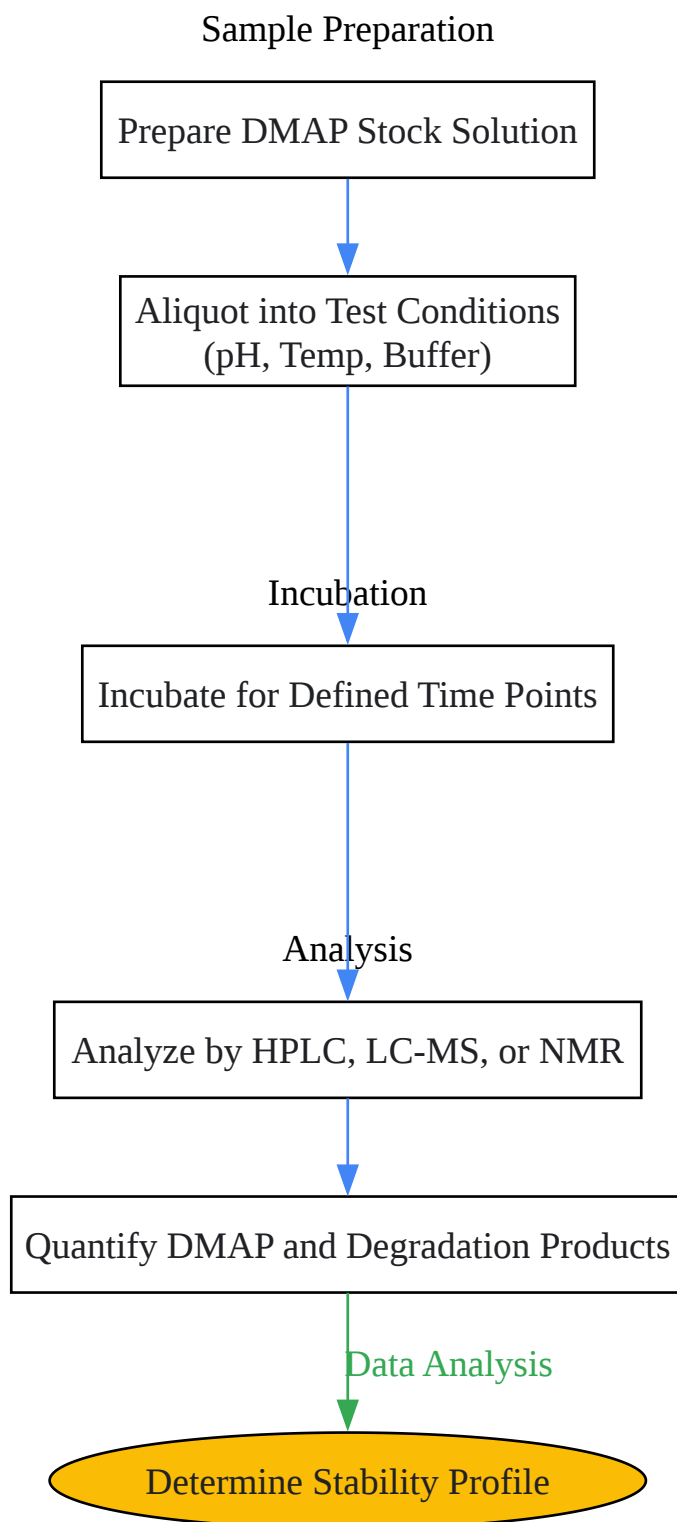 Sample Preparation
Prepare DMAP Stock Solution
Aliquot into Test Conditions
(pH, Temp, Buffer)
Incubation
Incubate for Defined Time Points
Analysis
Analyze by HPLC, LC-MS, or NMR
Quantify DMAP and Degradation Products
Data Analysis
Determine Stability Profile